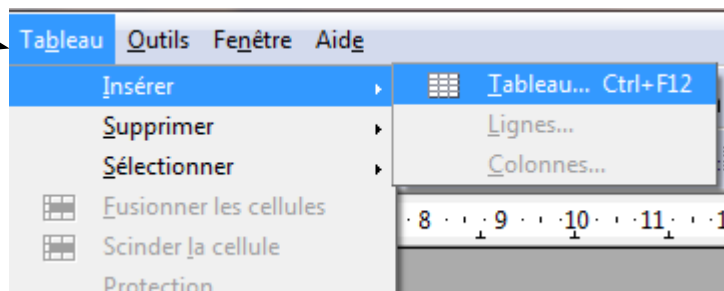 Tableau Outils Fenêtre Aide
Insérer
Tableau... Ctrl+F12
Supprimer
Lignes...
Sélectionner
Colonnes...
Fusionner les cellules
8 9 10 11 1
Scinder la cellule
Protection